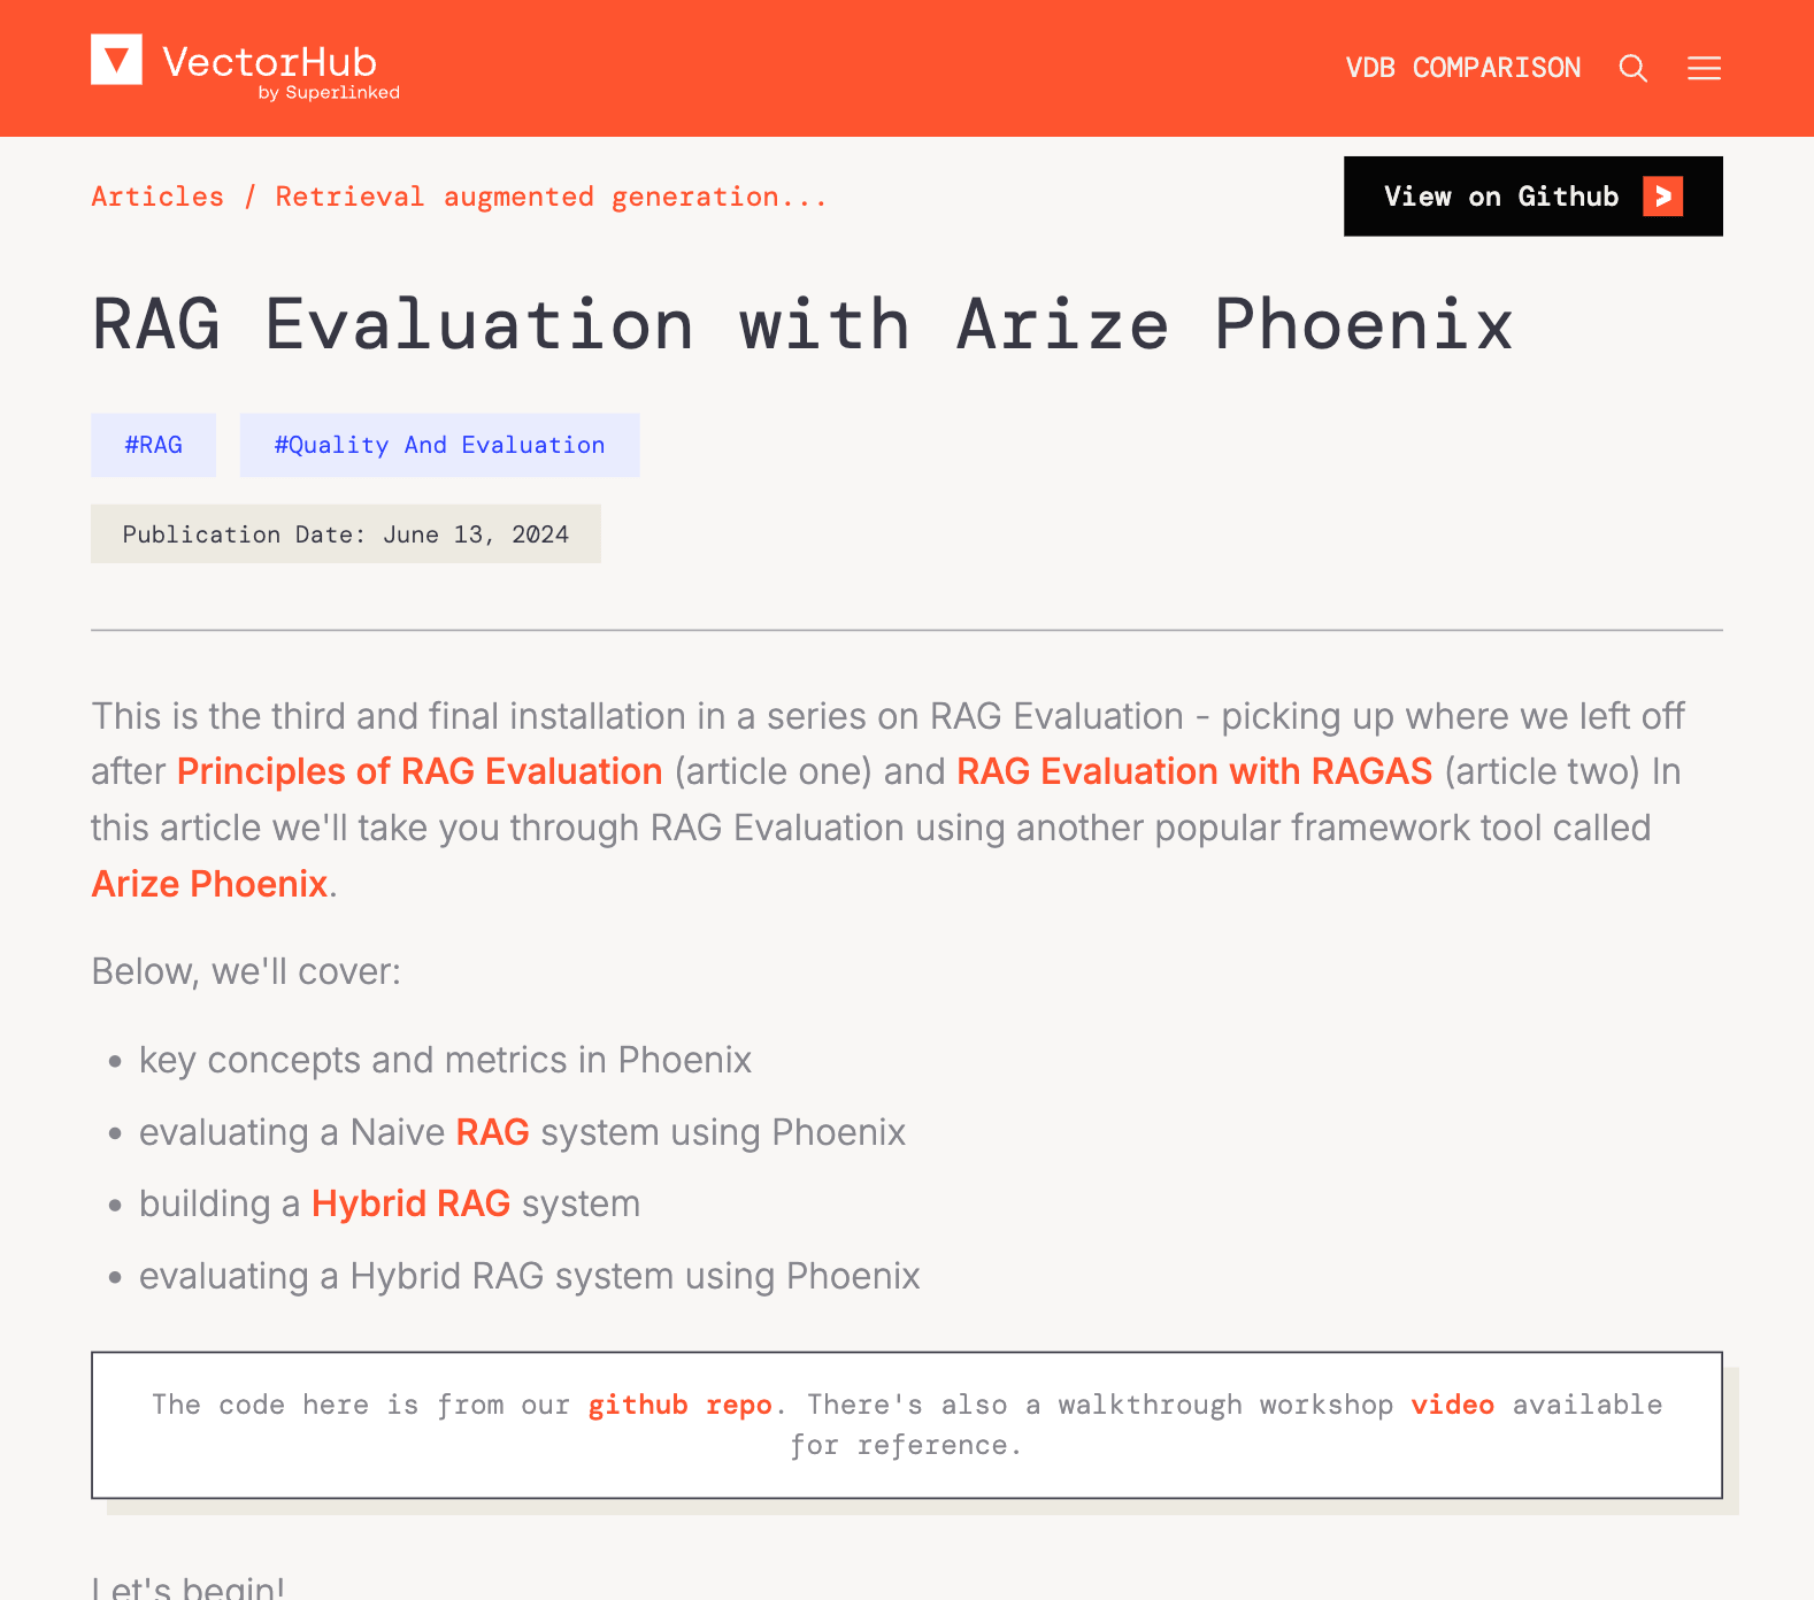 VectorHub
by Superlinked
VDB COMPARISON
Articles / Retrieval augmented generation...
View on Github
RAG Evaluation with Arize Phoenix
#RAG
#Quality And Evaluation
Publication Date: June 13, 2024
This is the third and final installation in a series on RAG Evaluation - picking up where we left off
after Principles of RAG Evaluation (article one) and RAG Evaluation with RAGAS (article two) In
this article we'll take you through RAG Evaluation using another popular framework tool called
Arize Phoenix.
Below, we'll cover:
• key concepts and metrics in Phoenix
• evaluating a Naive RAG system using Phoenix
• building a Hybrid RAG system
• evaluating a Hybrid RAG system using Phoenix
The code here is from our github repo. There's also a walkthrough workshop video available
for reference.
Let's begin!